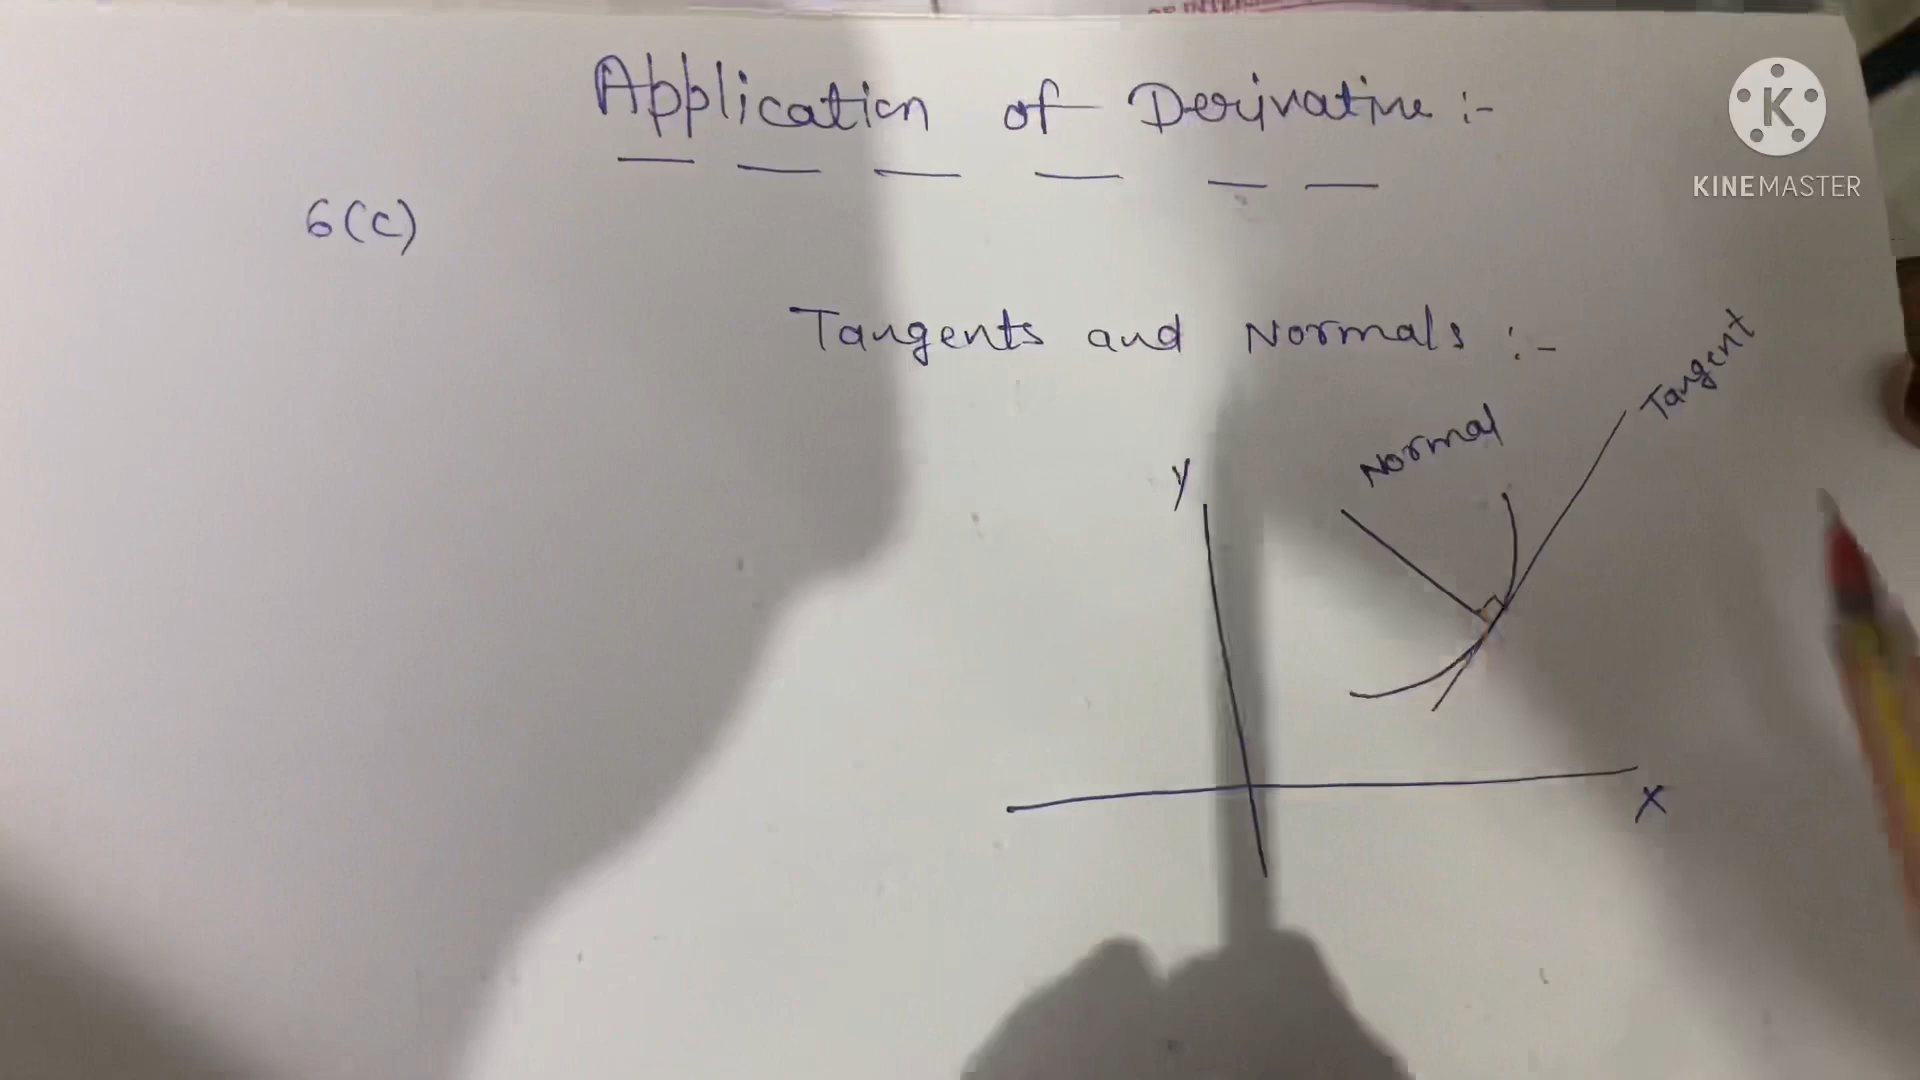 Application of Derivative :-
K
KINEMASTER
6(c)
Tangents and Normals :-
Tangent
Normal
Y
X